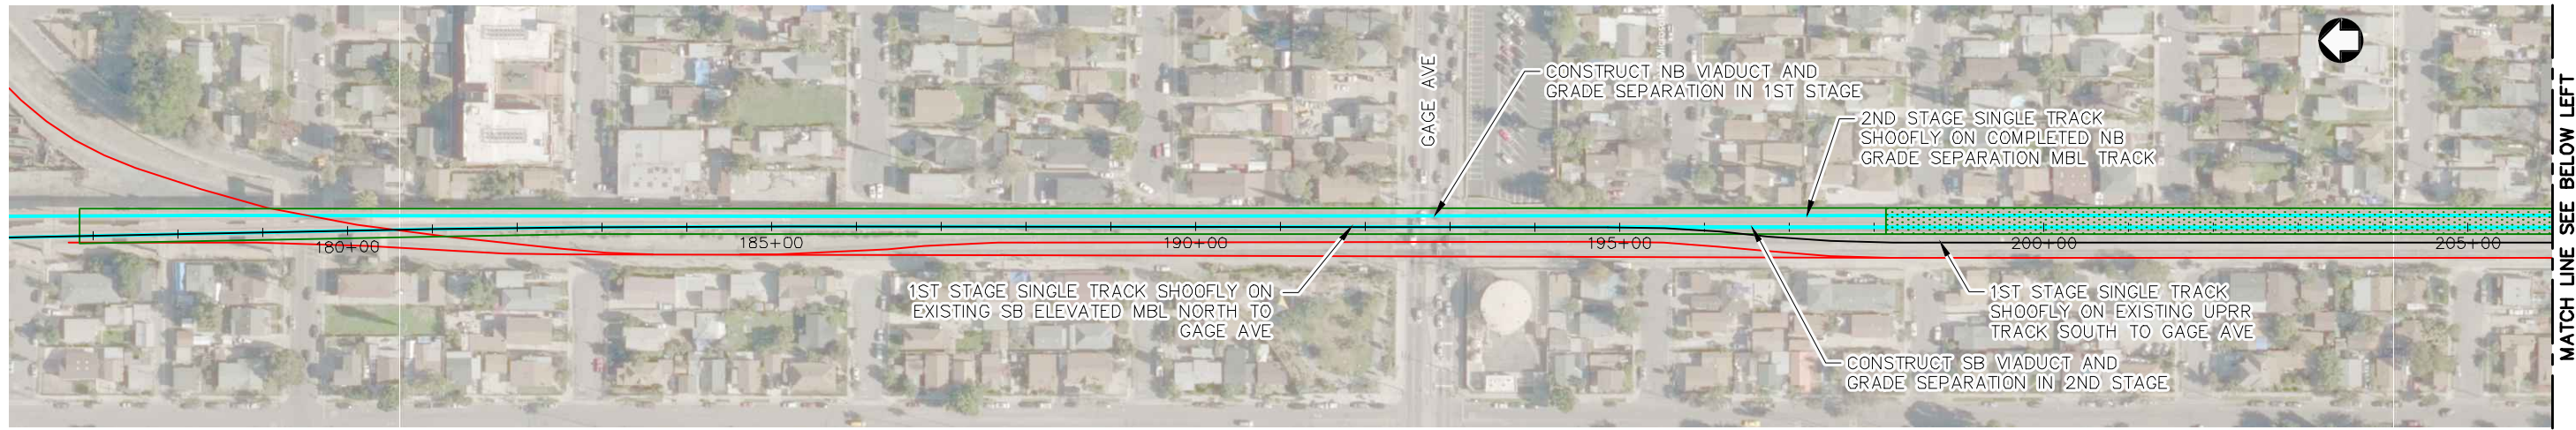 GAGE AVE
CONSTRUCT NB VIADUCT AND
GRADE SEPARATION IN 1ST STAGE
2ND STAGE SINGLE TRACK
SHOOFLY ON COMPLETED NB
GRADE SEPARATION MBL TRACK
180+00
185+00
190+00
195+00
200+00
205+00
1ST STAGE SINGLE TRACK SHOOFLY ON
EXISTING SB ELEVATED MBL NORTH TO
GAGE AVE
1ST STAGE SINGLE TRACK
SHOOFLY ON EXISTING UPRR
TRACK SOUTH TO GAGE AVE
CONSTRUCT SB VIADUCT AND
GRADE SEPARATION IN 2ND STAGE
MATCH LINE SEE BELOW LEFT